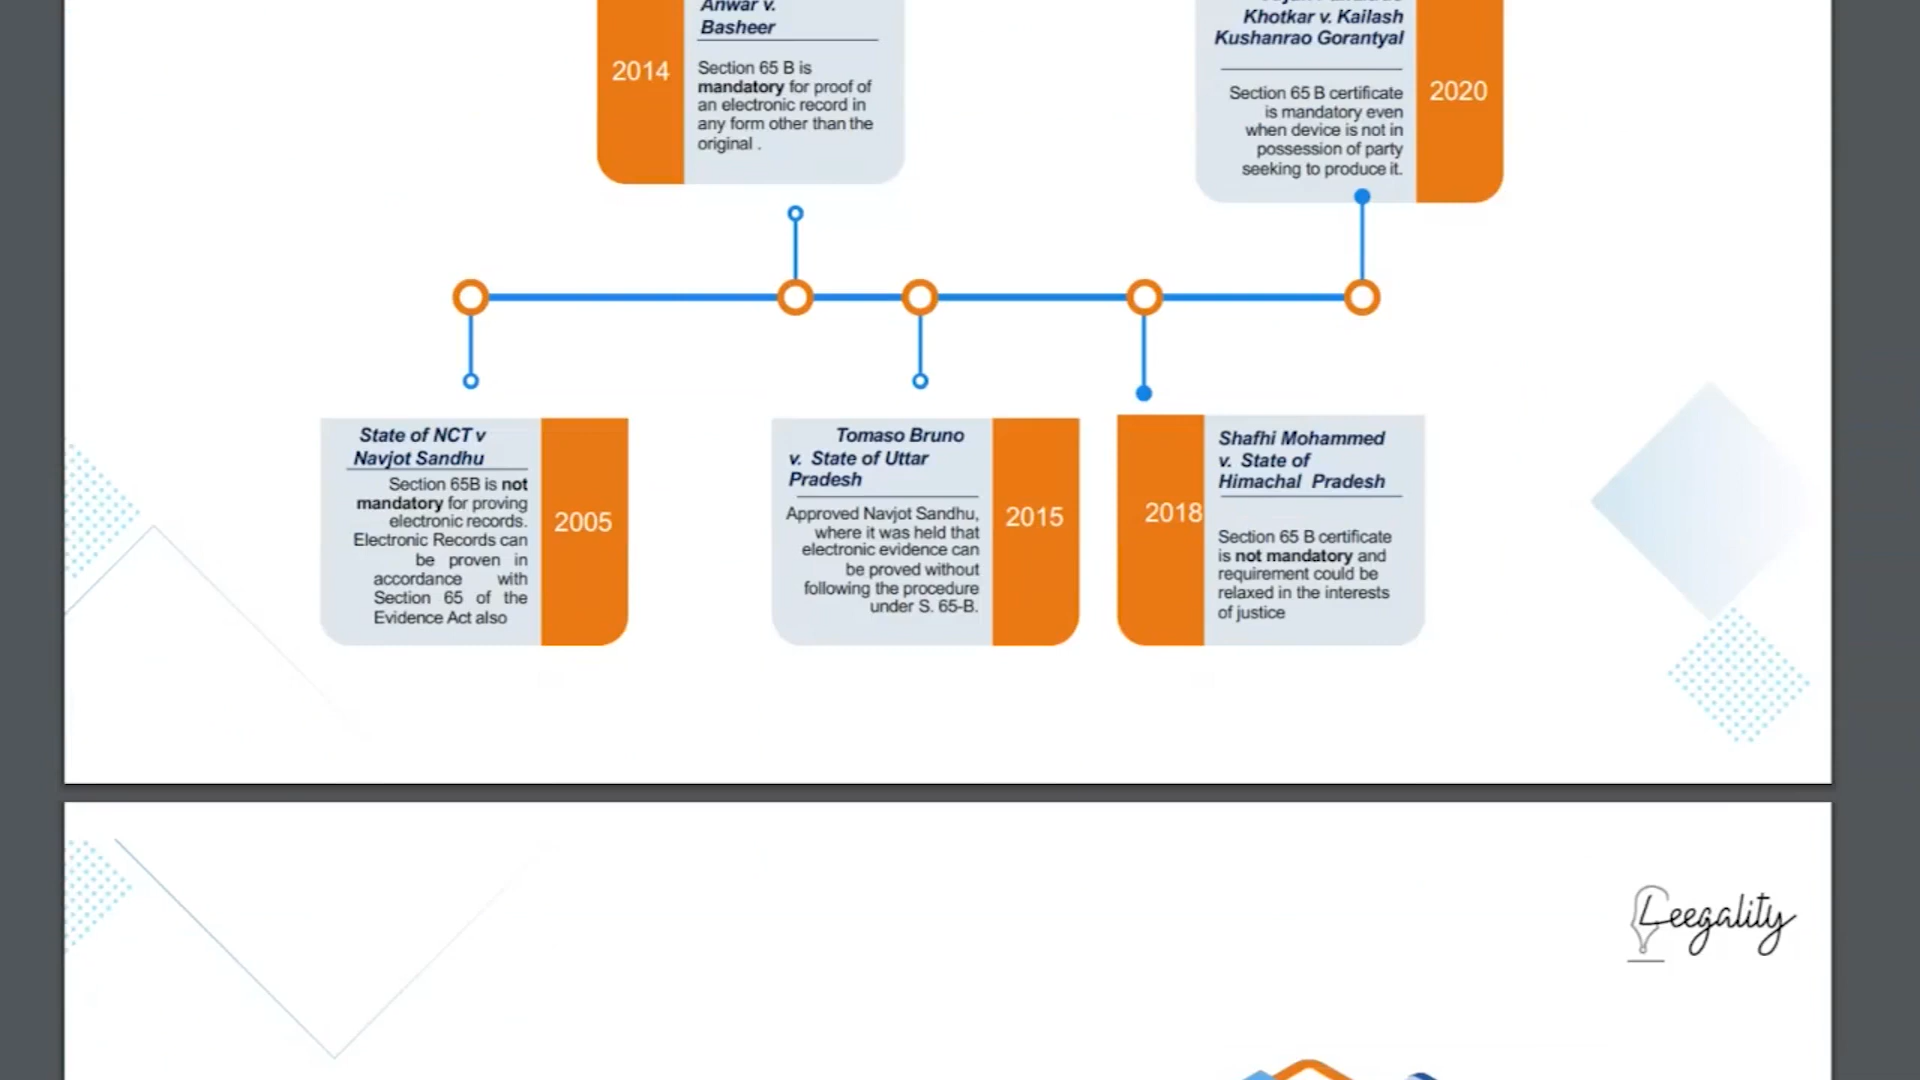 Anwar v.
Basheer
2014
Section 65 B is
mandatory for proof of
an electronic record in
any form other than the
original .
Khotkar v. Kailash
Kushanrao Gorantyal
Section 65 B certificate
is mandatory even
when device is not in
possession of party
seeking to produce it.
2020
State of NCT v
Navjot Sandhu
Section 65B is not
mandatory for proving
electronic records.
Electronic Records can
be proven in
accordance with
Section 65 of the
Evidence Act also
2005
Tomaso Bruno
v. State of Uttar
Pradesh
Approved Navjot Sandhu,
where it was held that
electronic evidence can
be proved without
following the procedure
under S. 65-B.
2015
2018
Shafhi Mohammed
v. State of
Himachal Pradesh
Section 65 B certificate
is not mandatory and
requirement could be
relaxed in the interests
of justice
Leegality